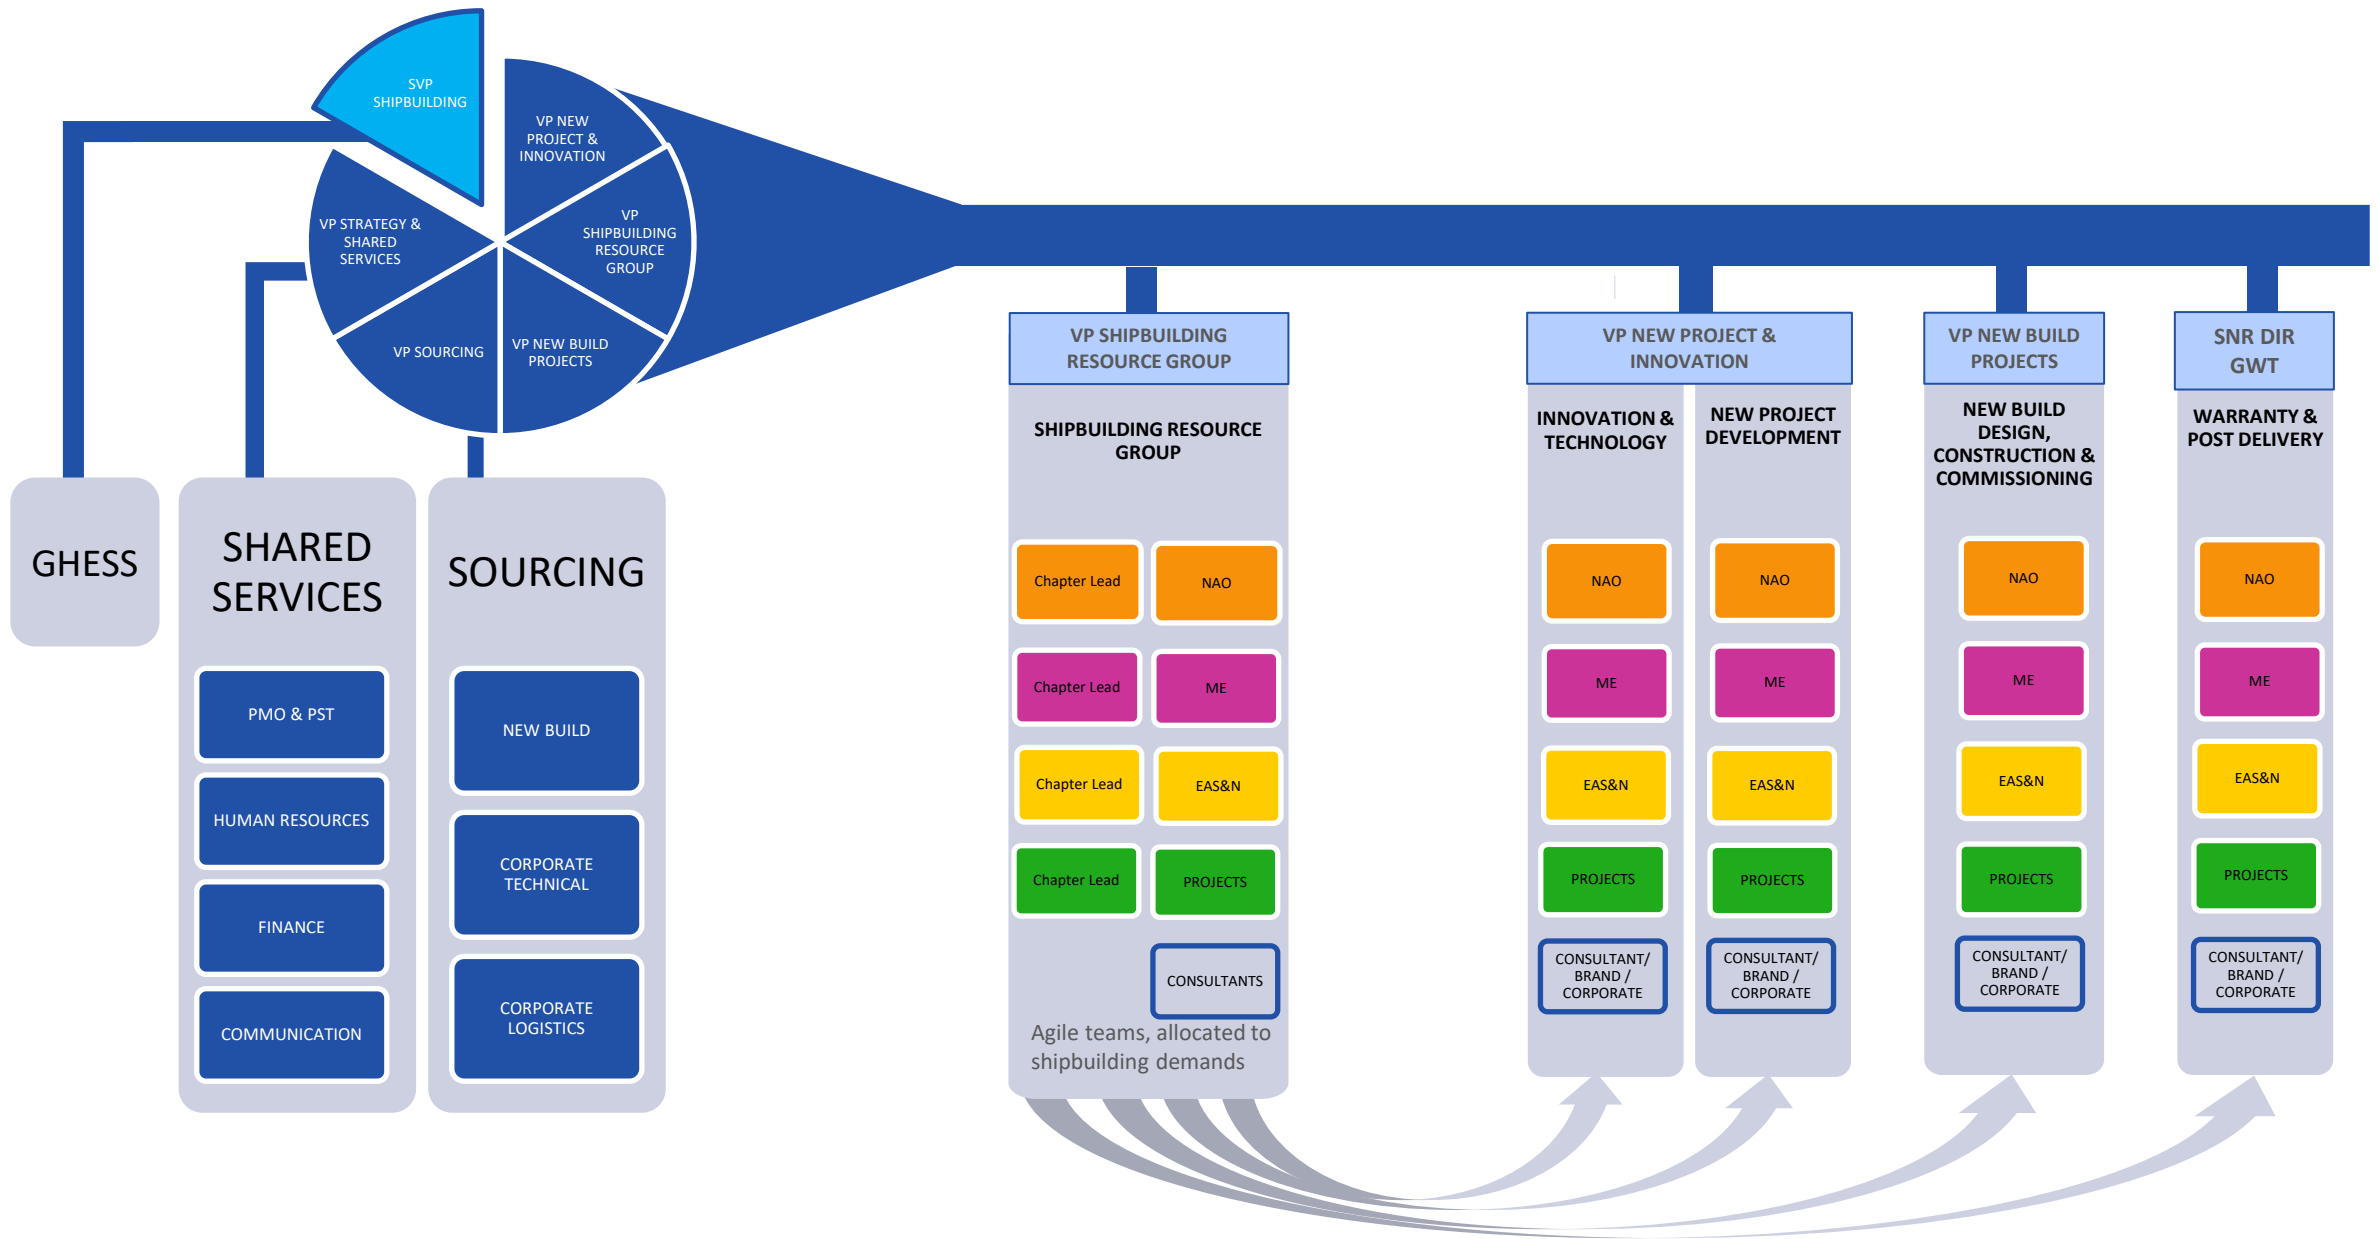 SVP
SHIPBUILDING
VP NEW
PROJECT &
INNOVATION
VP
SHIPBUILDING
RESOURCE
GROUP
VP NEW BUILD
PROJECTS
VP SOURCING
VP STRATEGY &
SHARED
SERVICES
GHESS
SHARED
SERVICES
PMO & PST
HUMAN RESOURCES
FINANCE
COMMUNICATION
SOURCING
NEW BUILD
CORPORATE
TECHNICAL
CORPORATE
LOGISTICS
VP SHIPBUILDING
RESOURCE GROUP
SHIPBUILDING RESOURCE
GROUP
Chapter Lead
NAO
Chapter Lead
ME
Chapter Lead
EAS&N
Chapter Lead
PROJECTS
CONSULTANTS
Agile teams, allocated to
shipbuilding demands
VP NEW PROJECT &
INNOVATION
INNOVATION &
TECHNOLOGY
NAO
ME
EAS&N
PROJECTS
CONSULTANT/
BRAND /
CORPORATE
NEW PROJECT
DEVELOPMENT
NAO
ME
EAS&N
PROJECTS
CONSULTANT/
BRAND /
CORPORATE
VP NEW BUILD
PROJECTS
NEW BUILD
DESIGN,
CONSTRUCTION &
COMMISSIONING
NAO
ME
EAS&N
PROJECTS
CONSULTANT/
BRAND /
CORPORATE
SNR DIR
GWT
WARRANTY &
POST DELIVERY
NAO
ME
EAS&N
PROJECTS
CONSULTANT/
BRAND /
CORPORATE